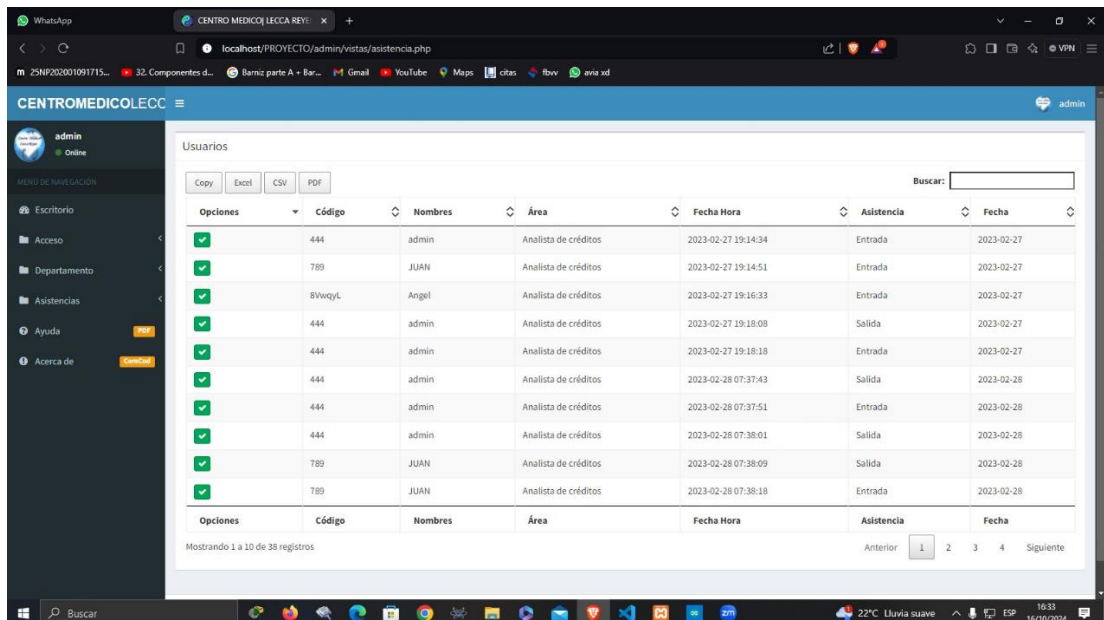 WhatsApp
CENTRO MEDICO| LECCA REYE
localhost/PROYECTO/admin/vistas/asistencia.php
VPN
25NP202001091715... 32. Componentes d... Barniz parte A + Bar... Gmail YouTube Maps citas fbvv avia xd
CENTROMEDICOLECC
admin
admin
Online
MENÚ DE NAVEGACIÓN
Escritorio
Acceso
Departamento
Asistencias
Ayuda PDF
Acerca de
Usuarios
Copy Excel CSV PDF
Buscar:
Opciones Código Nombres Área Fecha Hora Asistencia Fecha
444 admin Analista de créditos 2023-02-27 19:14:34 Entrada 2023-02-27
789 JUAN Analista de créditos 2023-02-27 19:14:51 Entrada 2023-02-27
8VwqyL Angel Analista de créditos 2023-02-27 19:16:33 Entrada 2023-02-27
444 admin Analista de créditos 2023-02-27 19:18:08 Salida 2023-02-27
444 admin Analista de créditos 2023-02-27 19:18:18 Entrada 2023-02-27
444 admin Analista de créditos 2023-02-28 07:37:43 Salida 2023-02-28
444 admin Analista de créditos 2023-02-28 07:37:51 Entrada 2023-02-28
444 admin Analista de créditos 2023-02-28 07:38:01 Salida 2023-02-28
789 JUAN Analista de créditos 2023-02-28 07:38:09 Salida 2023-02-28
789 JUAN Analista de créditos 2023-02-28 07:38:18 Entrada 2023-02-28
Opciones Código Nombres Área Fecha Hora Asistencia Fecha
Mostrando 1 a 10 de 38 registros
Anterior 1 2 3 4 Siguiente
Buscar
zm
22°C Lluvia suave
ESP
16:33
16/10/2024